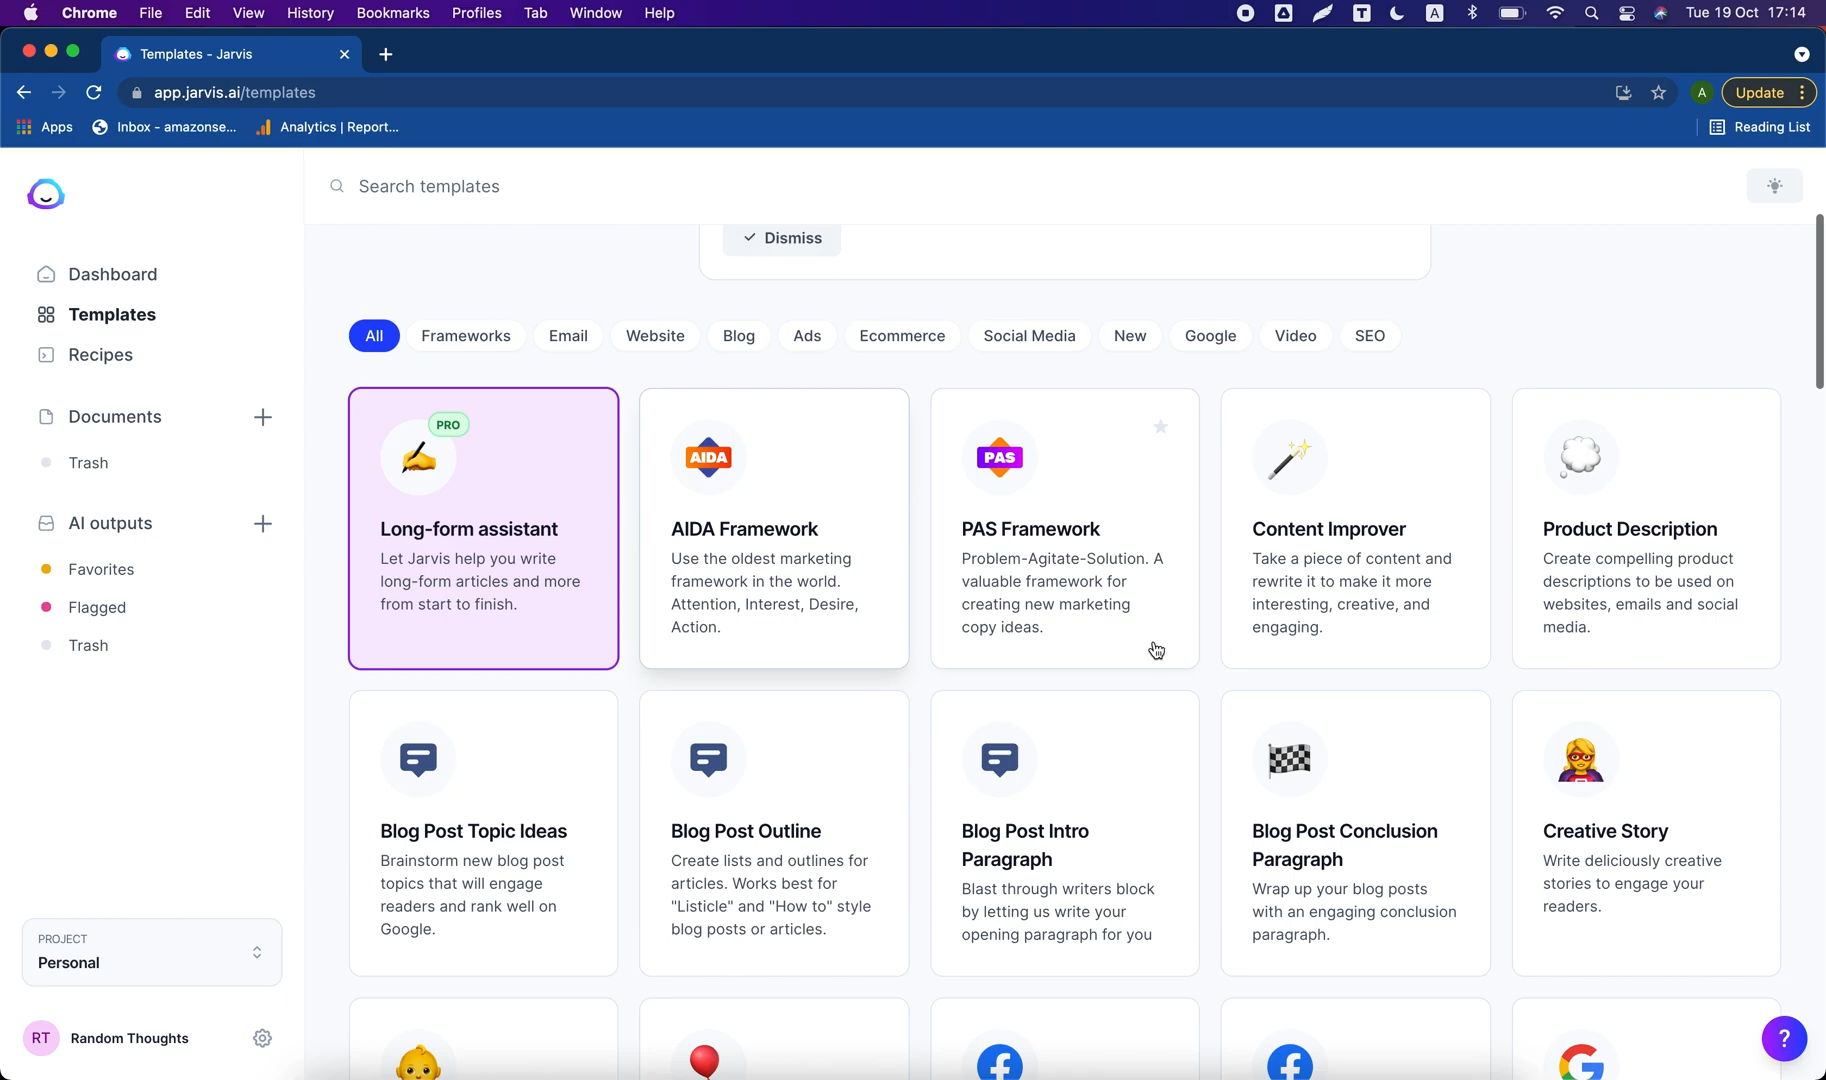 Chrome File Edit View History Bookmarks Profiles Tab Window Help T A Tue 19 Oct 17:14
Templates - Jarvis
app.jarvis.ai/templates A Update
Apps Inbox - amazonse... Analytics | Report... Reading List
Search templates
Dismiss
Dashboard
Templates
Recipes
Documents
Trash
AI outputs
Favorites
Flagged
Trash
PROJECT
Personal
RT Random Thoughts
All Frameworks Email Website Blog Ads Ecommerce Social Media New Google Video SEO
PRO
Long-form assistant
Let Jarvis help you write
long-form articles and more
from start to finish.
AIDA
AIDA Framework
Use the oldest marketing
framework in the world.
Attention, Interest, Desire,
Action.
PAS
PAS Framework
Problem-Agitate-Solution. A
valuable framework for
creating new marketing
copy ideas.
Content Improver
Take a piece of content and
rewrite it to make it more
interesting, creative, and
engaging.
Product Description
Create compelling product
descriptions to be used on
websites, emails and social
media.
Blog Post Topic Ideas
Brainstorm new blog post
topics that will engage
readers and rank well on
Google.
Blog Post Outline
Create lists and outlines for
articles. Works best for
"Listicle" and "How to" style
blog posts or articles.
Blog Post Intro
Paragraph
Blast through writers block
by letting us write your
opening paragraph for you
Blog Post Conclusion
Paragraph
Wrap up your blog posts
with an engaging conclusion
paragraph.
Creative Story
Write deliciously creative
stories to engage your
readers.
?